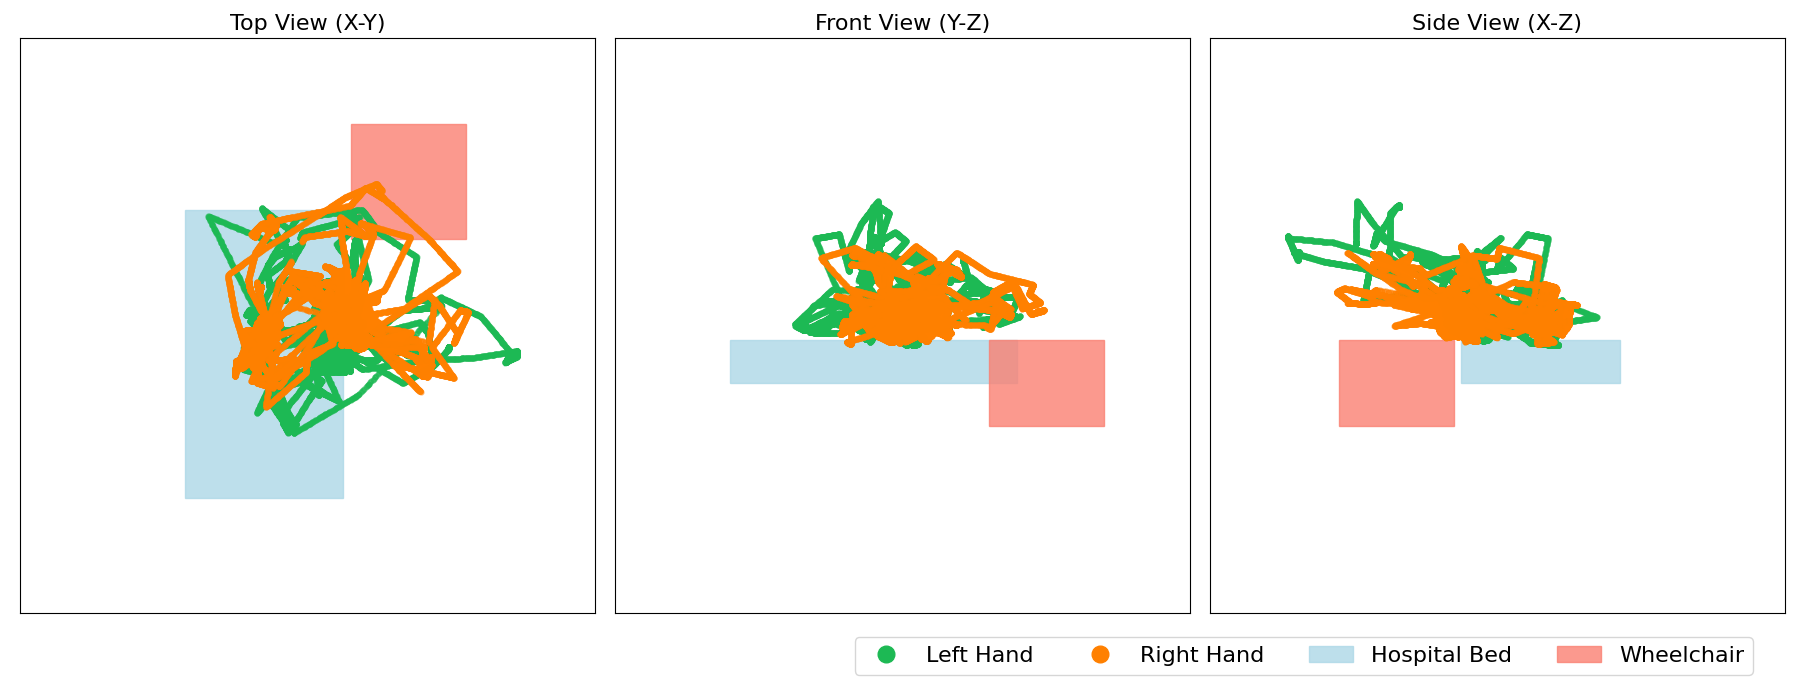 Top View (X-Y)
Front View (Y-Z)
Side View (X-Z)
Left Hand
Right Hand
Hospital Bed
Wheelchair